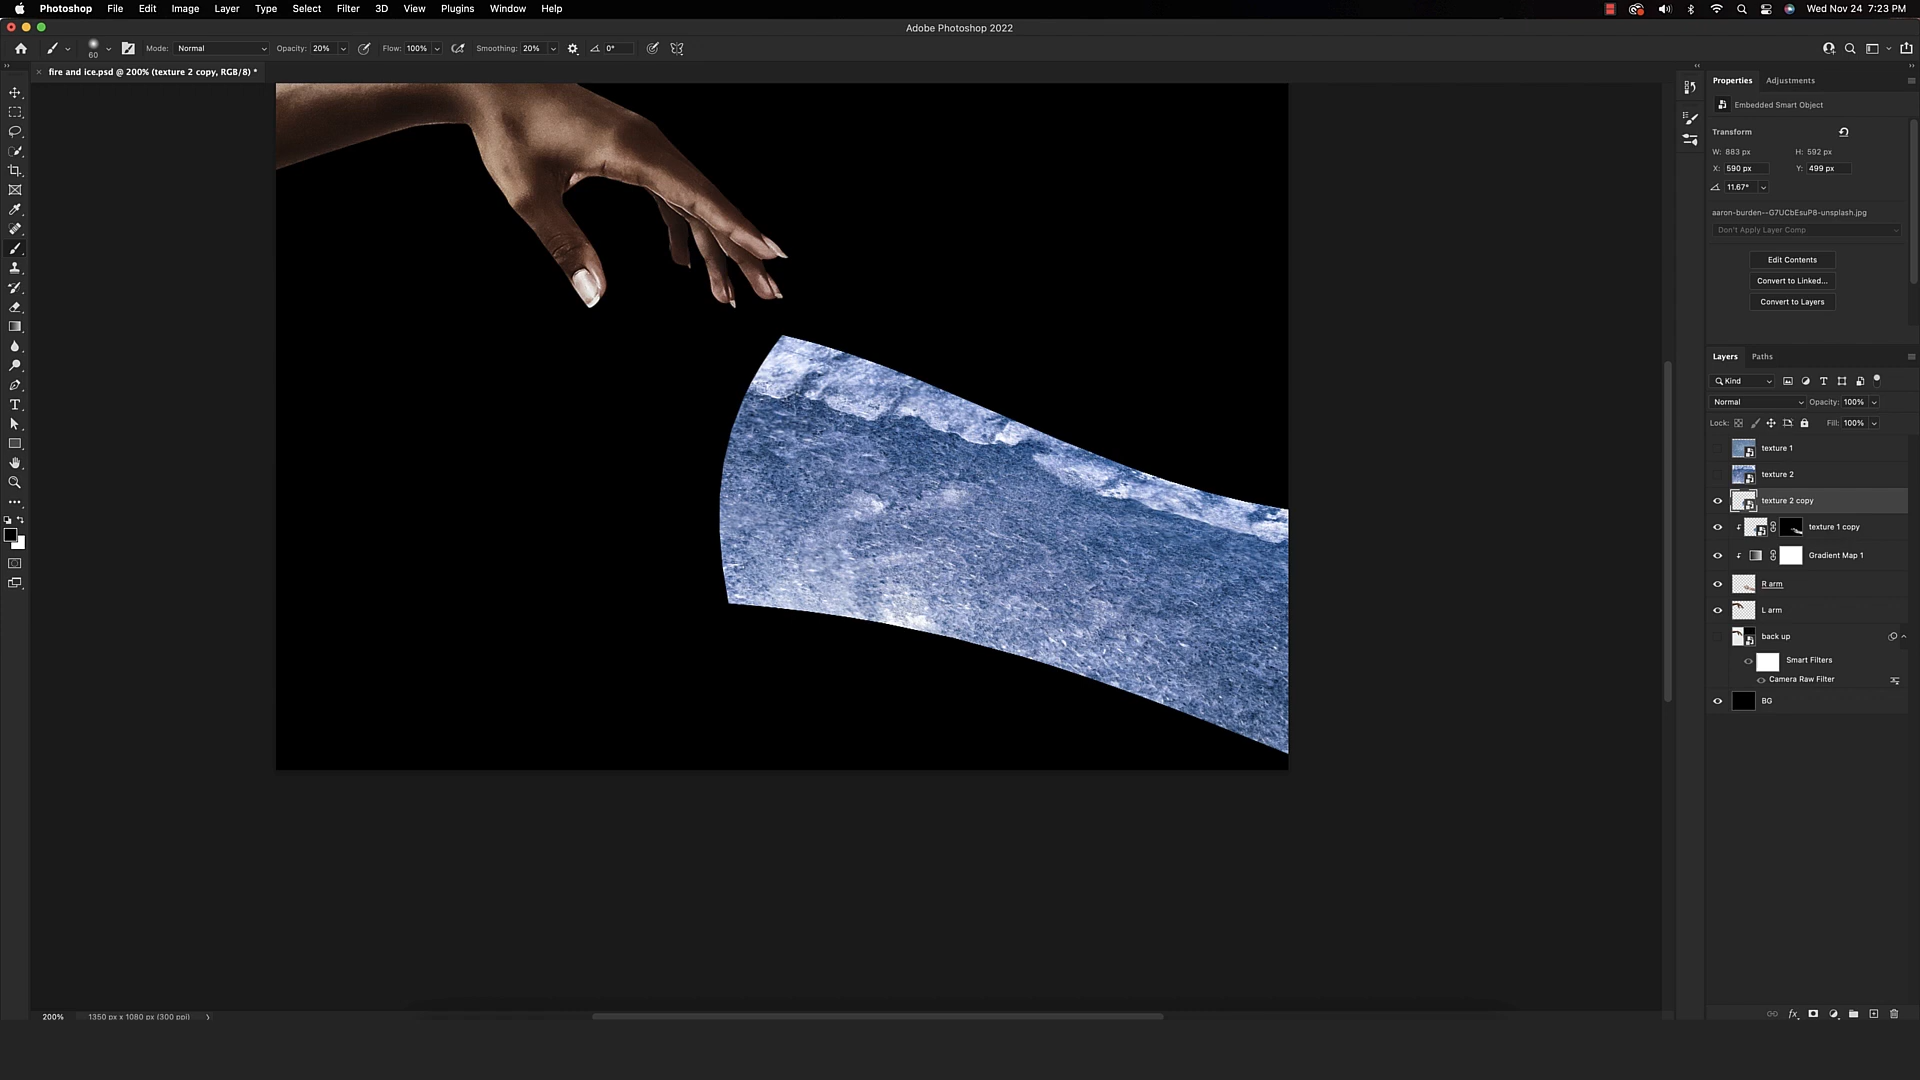 Photoshop File Edit Image Layer Type Select Filter 3D View Plugins Window Help Wed Nov 24 7:23 PM
Adobe Photoshop 2022
60 Mode: Normal Opacity: 20% Flow: 100% Smoothing: 20% 0°
× fire and ice.psd @ 200% (texture 2 copy, RGB/8) *
Properties Adjustments
Embedded Smart Object
Transform
W: 883 px H: 592 px
X: 590 px Y: 499 px
11.67°
aaron-burden--G7UCbEsuP8-unsplash.jpg
Don't Apply Layer Comp
Edit Contents
Convert to Linked...
Convert to Layers
Layers Paths
Kind
Normal Opacity: 100%
Lock: Fill: 100%
texture 1
texture 2
texture 2 copy
texture 1 copy
Gradient Map 1
R arm
L arm
back up
Smart Filters
Camera Raw Filter
BG
200% 1350 px x 1080 px (300 ppi)
fx